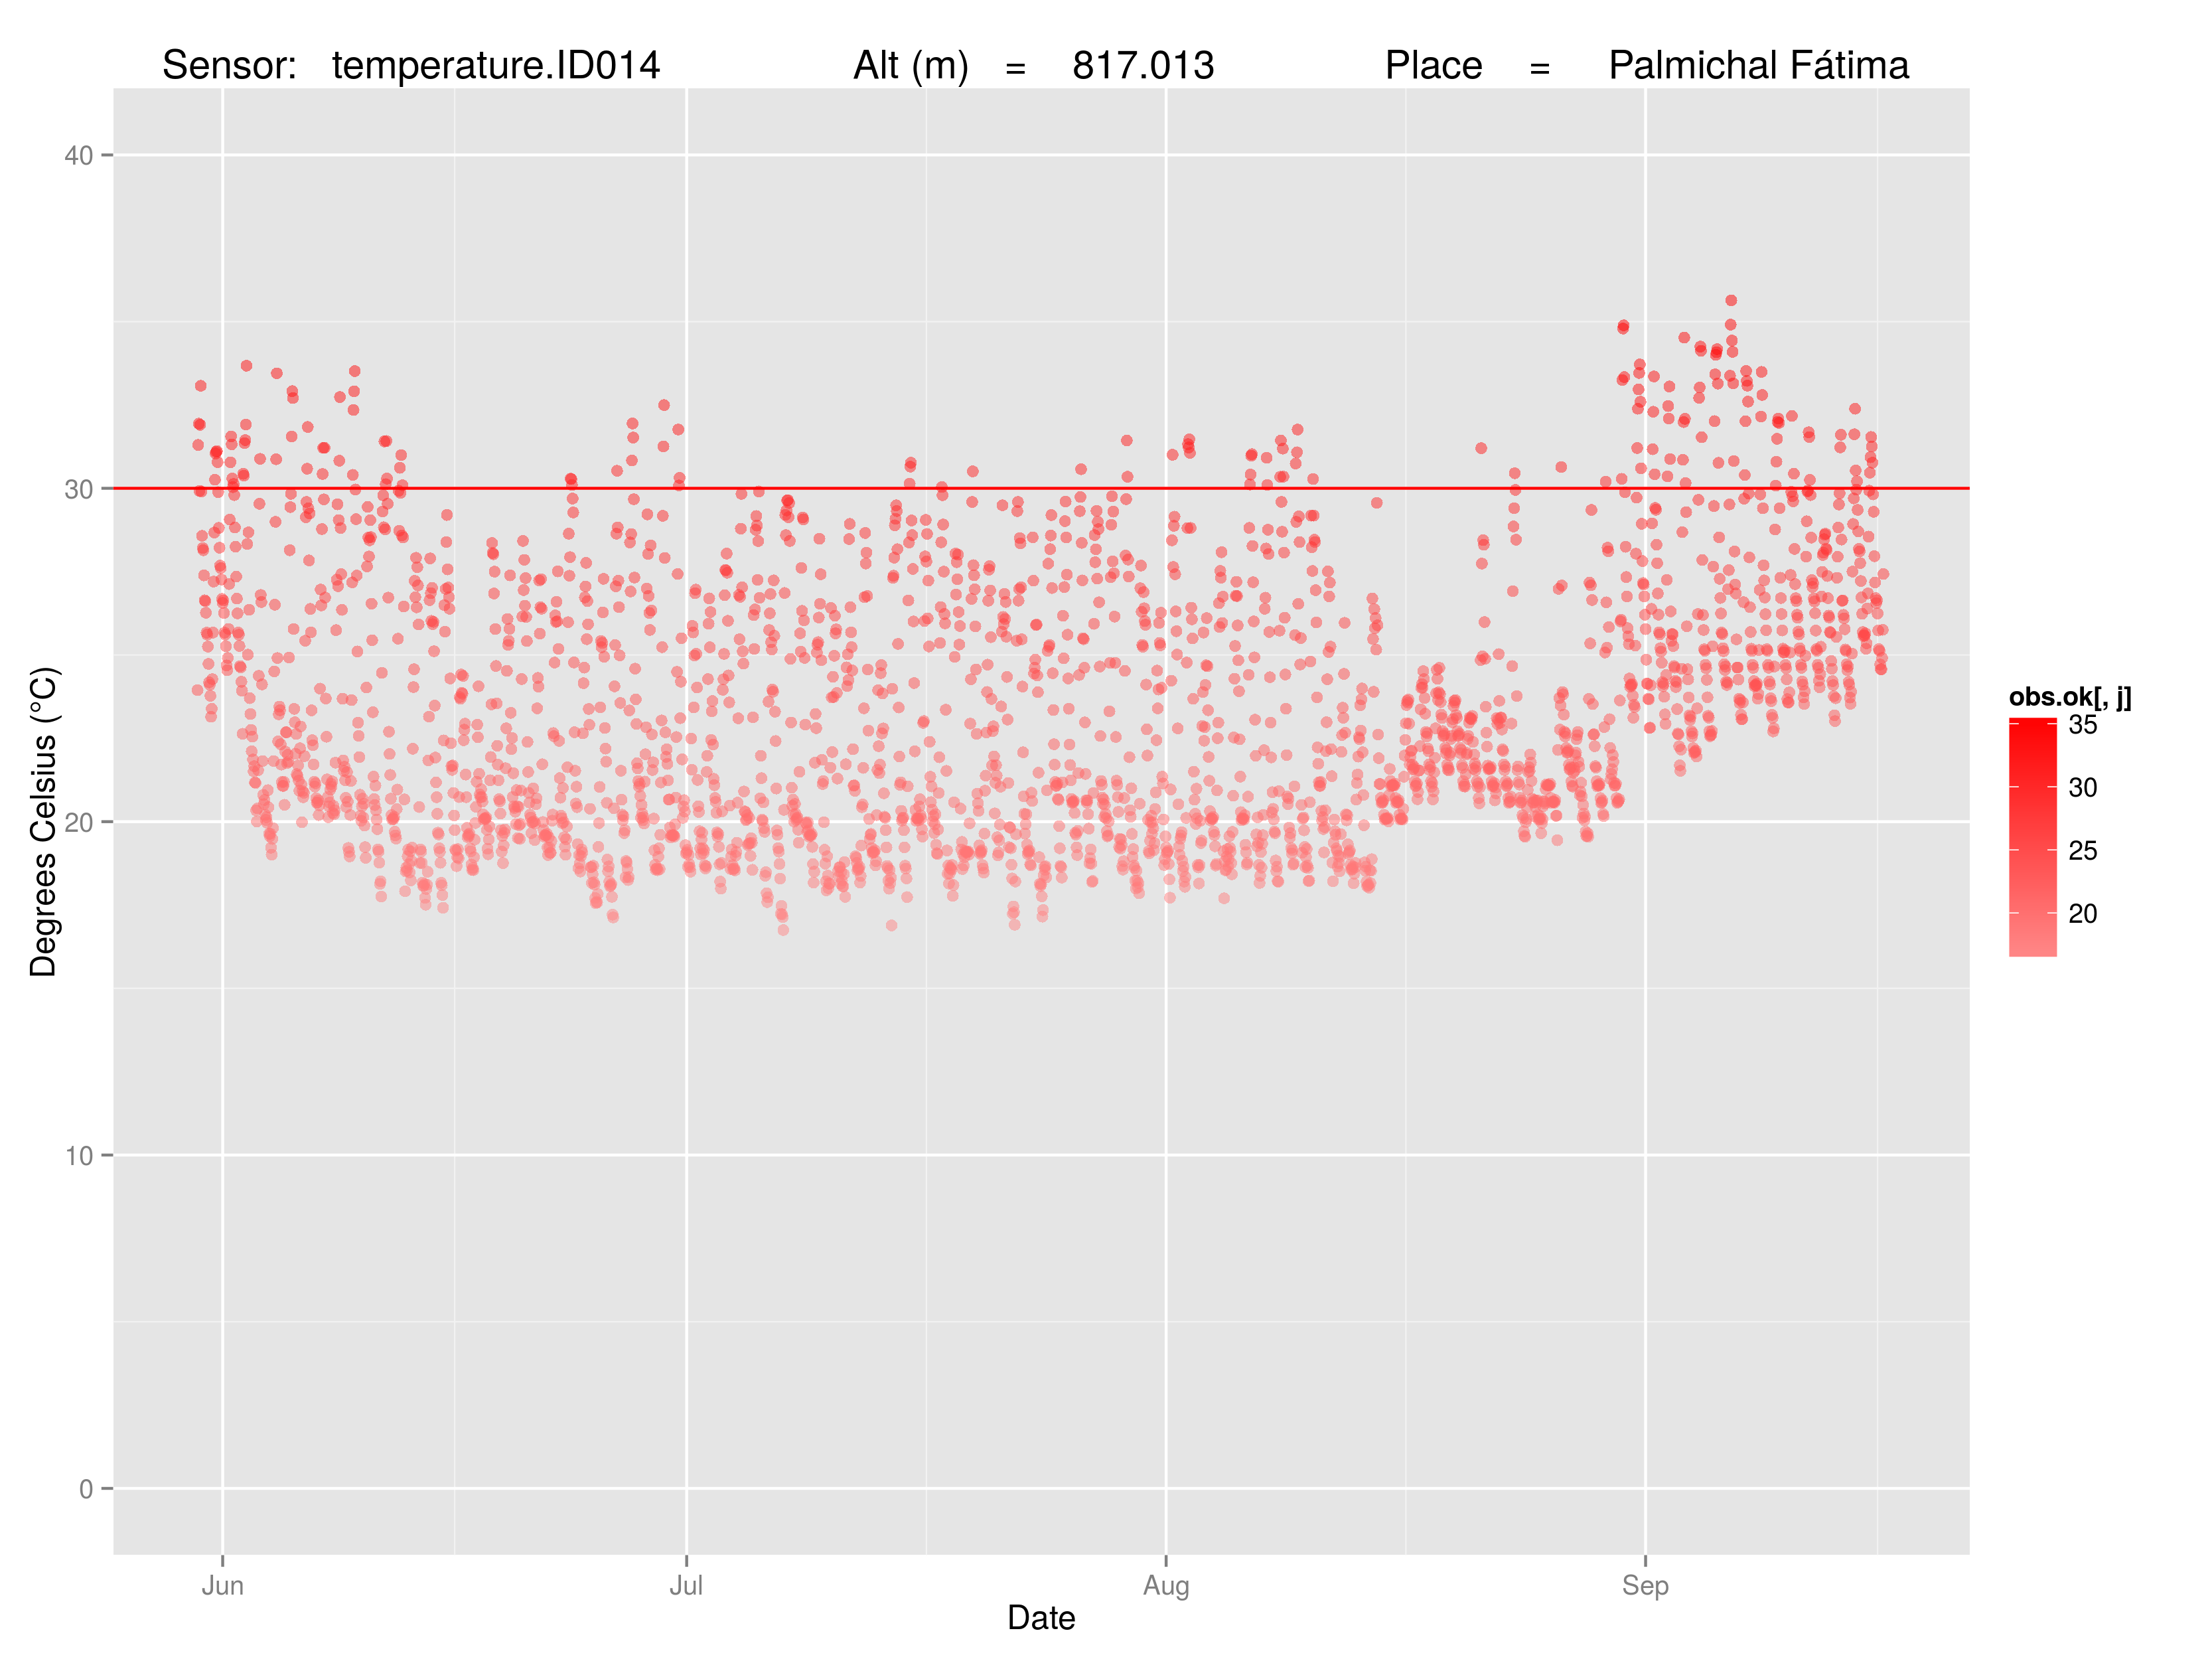 Sensor: temperature.ID014 Alt (m) = 817.013 Place = Palmichal Fátima
40
30
20
10
0
Degrees Celsius (°C)
Jun Jul Aug Sep
Date
obs.ok[, j]
35
30
25
20